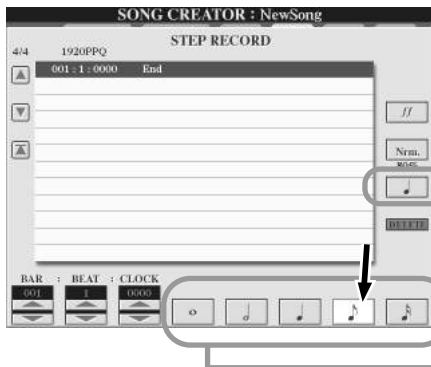 SONG CREATOR : NewSong
STEP RECORD
4/4 1920PPQ
001 : 1 : 0000 End
ff
Nrm.
DELETE
BAR : BEAT : CLOCK
001 1 0000